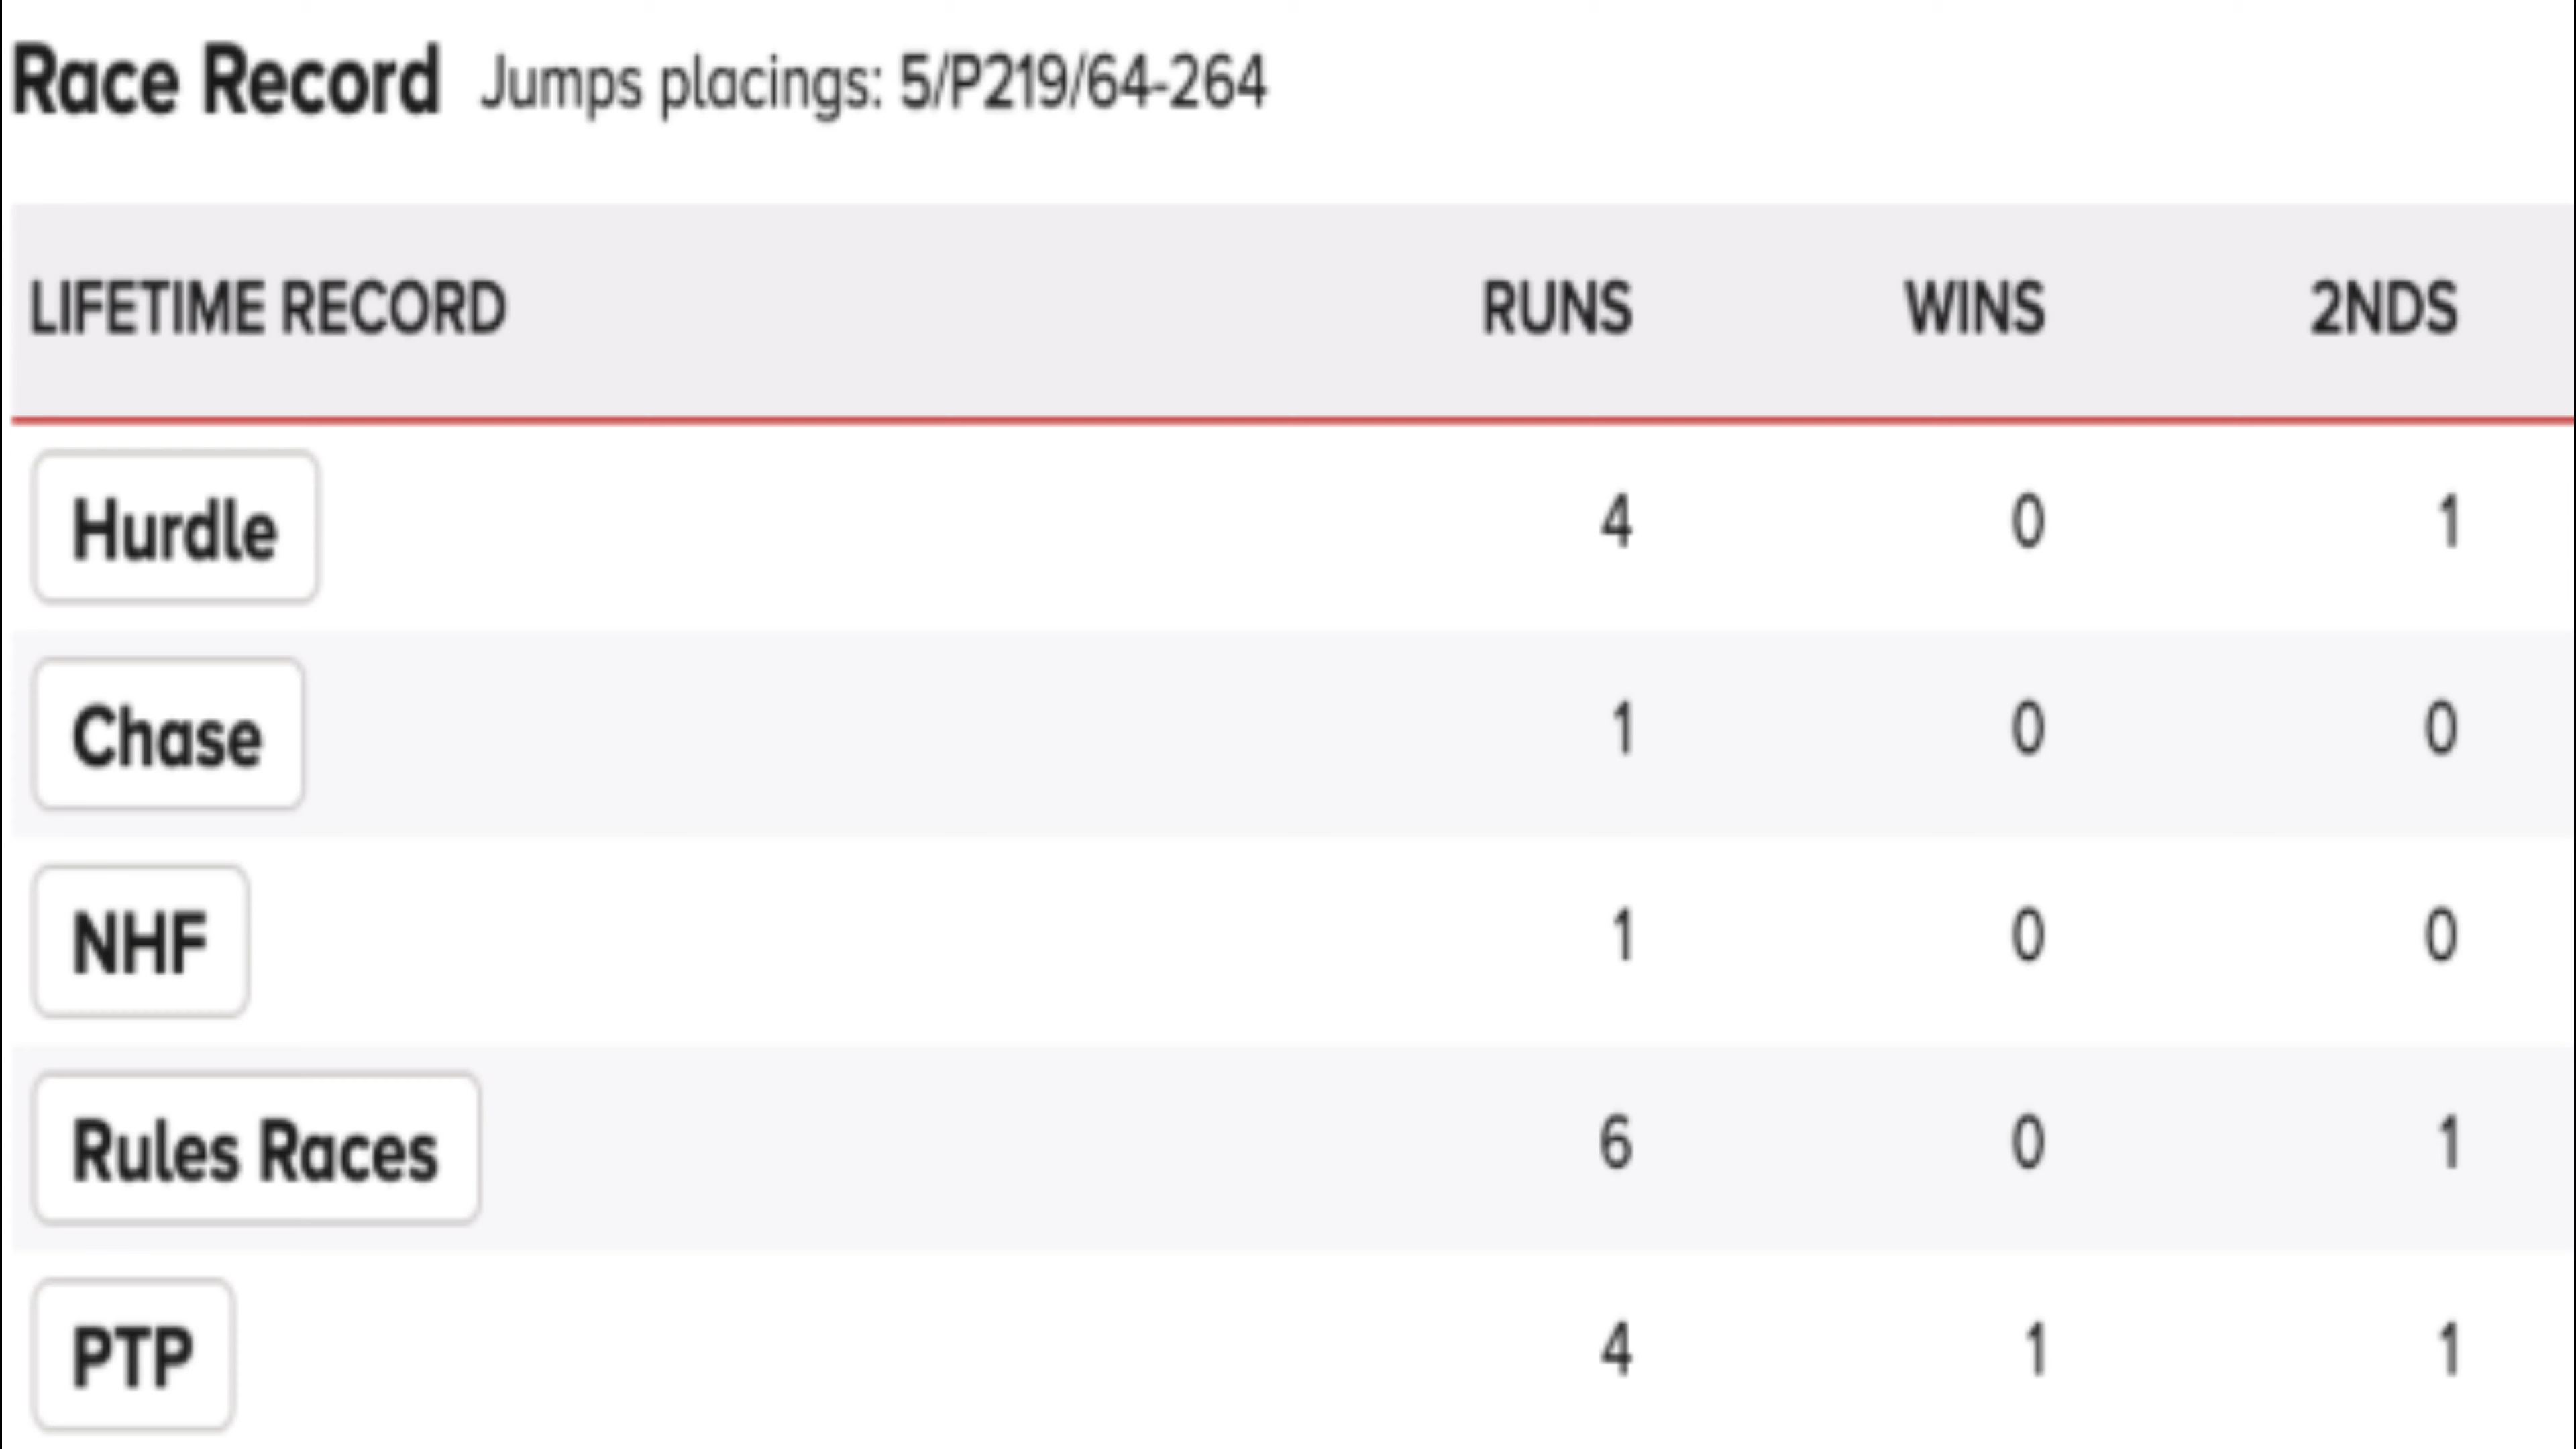 Race Record Jumps placings: 5/P219/64-264
LIFETIME RECORD RUNS WINS 2NDS
Hurdle 4 0 1
Chase 1 0 0
NHF 1 0 0
Rules Races 6 0 1
PTP 4 1 1